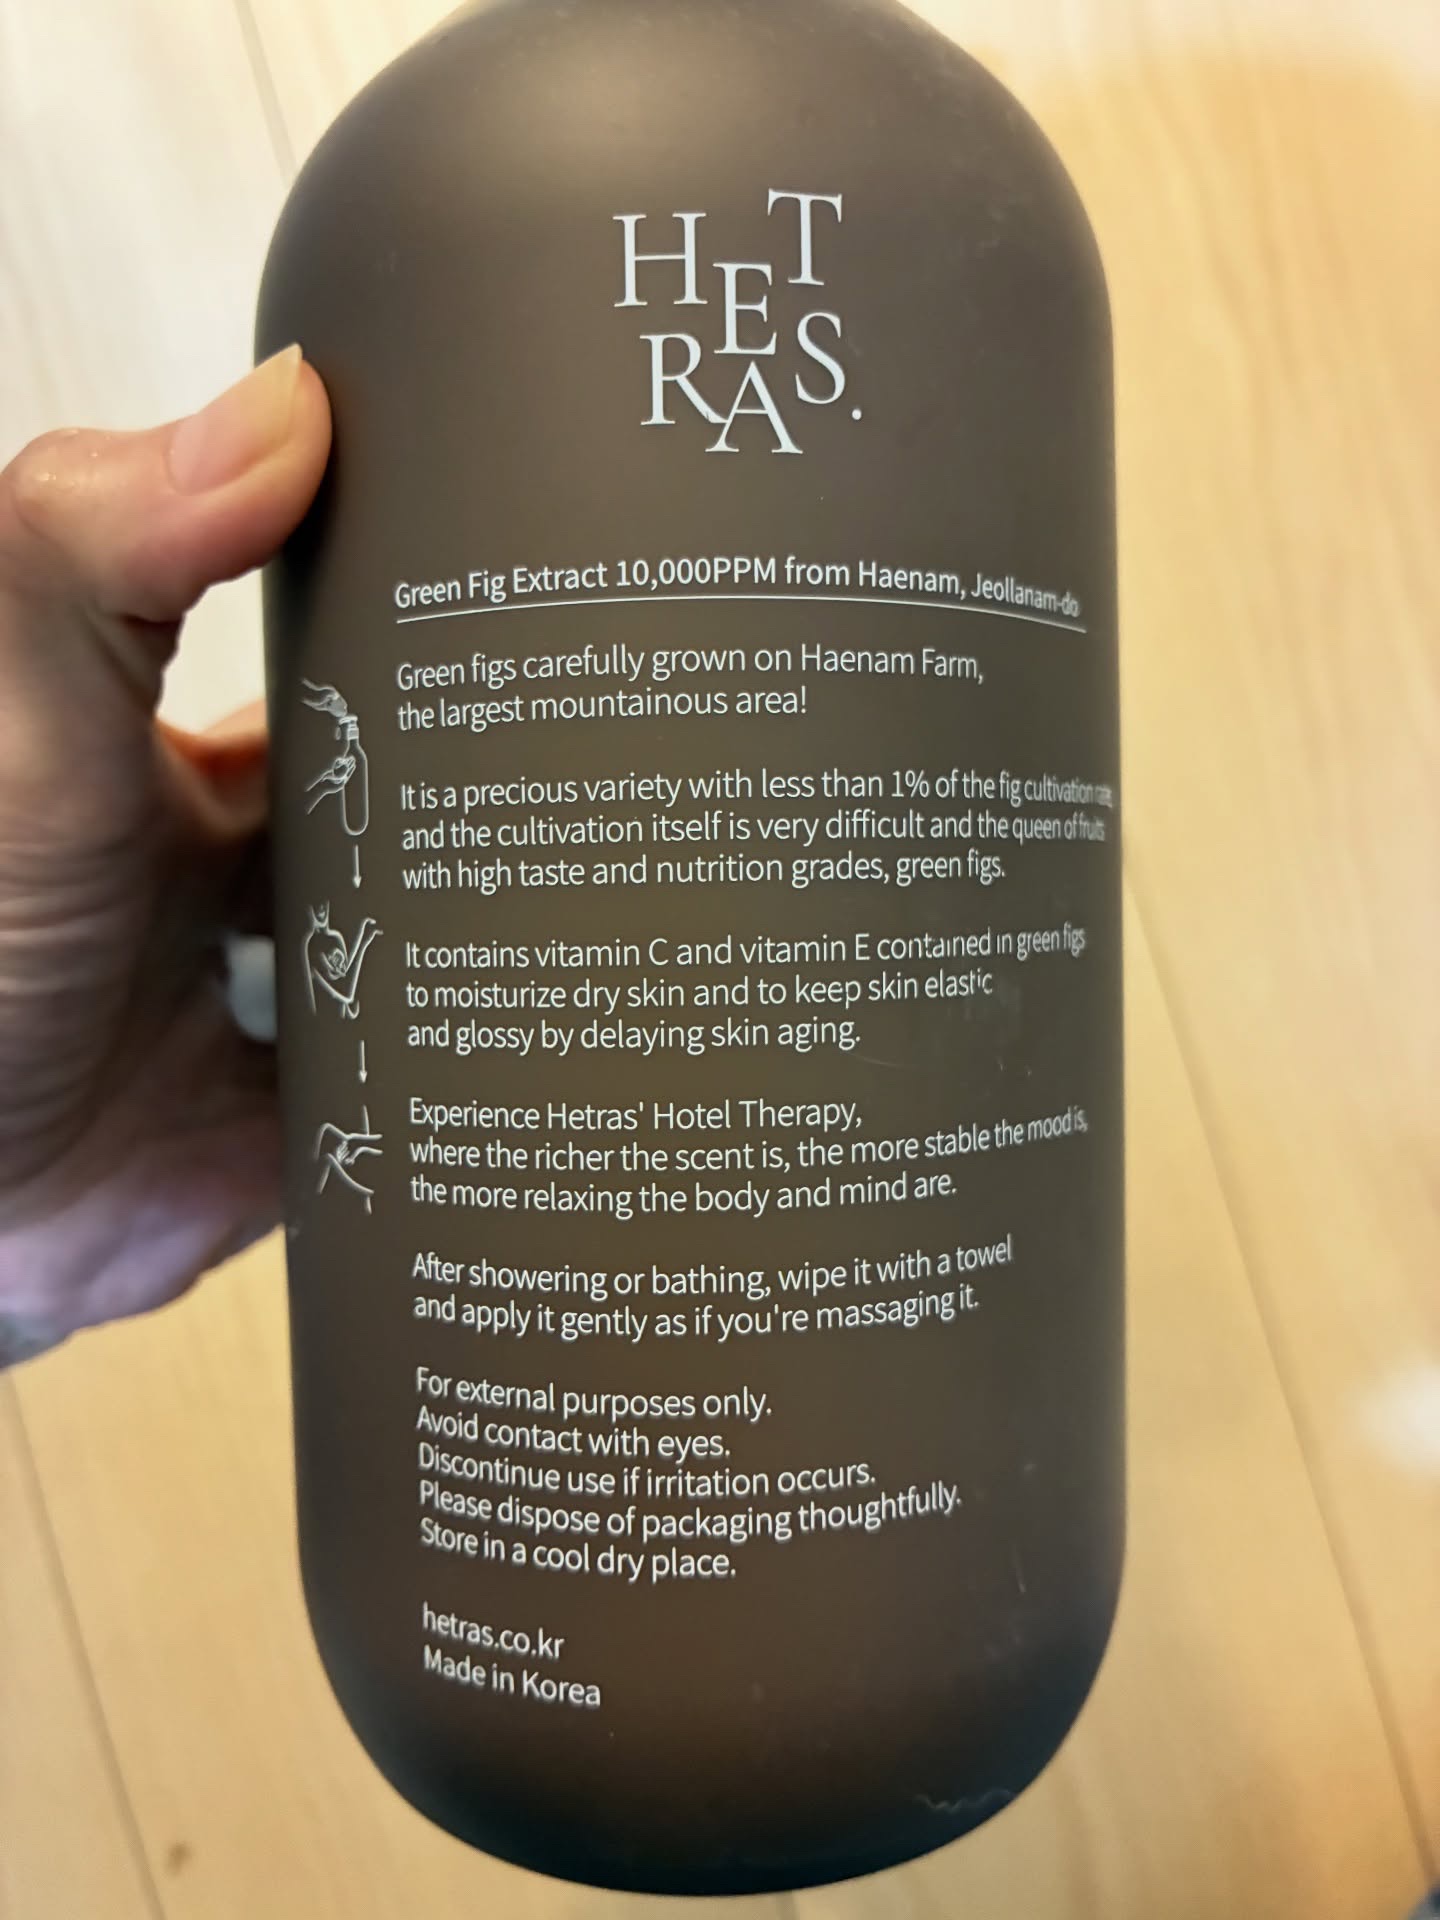 HET
RAS.
Green Fig Extract 10,000PPM from Haenam, Jeollanam-do
Green figs carefully grown on Haenam Farm,
the largest mountainous area!
It is a precious variety with less than 1% of the fig cultivation rate,
and the cultivation itself is very difficult and the queen of fruits
with high taste and nutrition grades, green figs.
It contains vitamin C and vitamin E contained in green figs
to moisturize dry skin and to keep skin elastic
and glossy by delaying skin aging.
Experience Hetras' Hotel Therapy,
where the richer the scent is, the more stable the mood is,
the more relaxing the body and mind are.
After showering or bathing, wipe it with a towel
and apply it gently as if you're massaging it.
For external purposes only.
Avoid contact with eyes.
Discontinue use if irritation occurs.
Please dispose of packaging thoughtfully.
Store in a cool dry place.
hetras.co.kr
Made in Korea